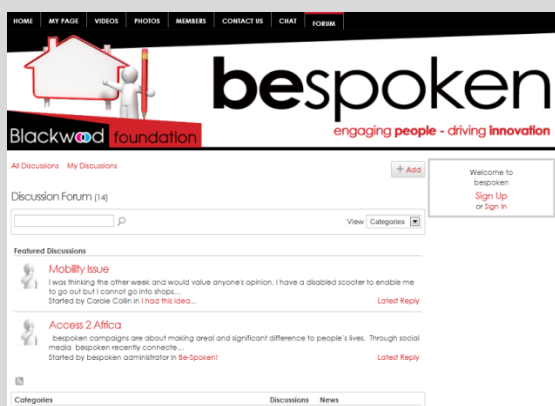 HOME MY PAGE VIDEOS PHOTOS MEMBERS CONTACT US CHAT FORUM
bespoken
engaging people - driving innovation
Blackwood foundation
All Discussions My Discussions
+ Add
Welcome to
bespoken
Sign Up
or Sign In
Discussion Forum (14)
View Categories
Featured Discussions
Mobility Issue
I was thinking the other week and would value anyone's opinion. I have a disabled scooter to enable me
to go out but I cannot go into shops...
Started by Carole Collin in I had this idea... Latest Reply
Access 2 Africa
bespoken campaigns are about making areal and significant difference to people's lives. Through social
media bespoken recently connecte...
Started by bespoken administrator in Be-Spoken! Latest Reply
Categories Discussions News